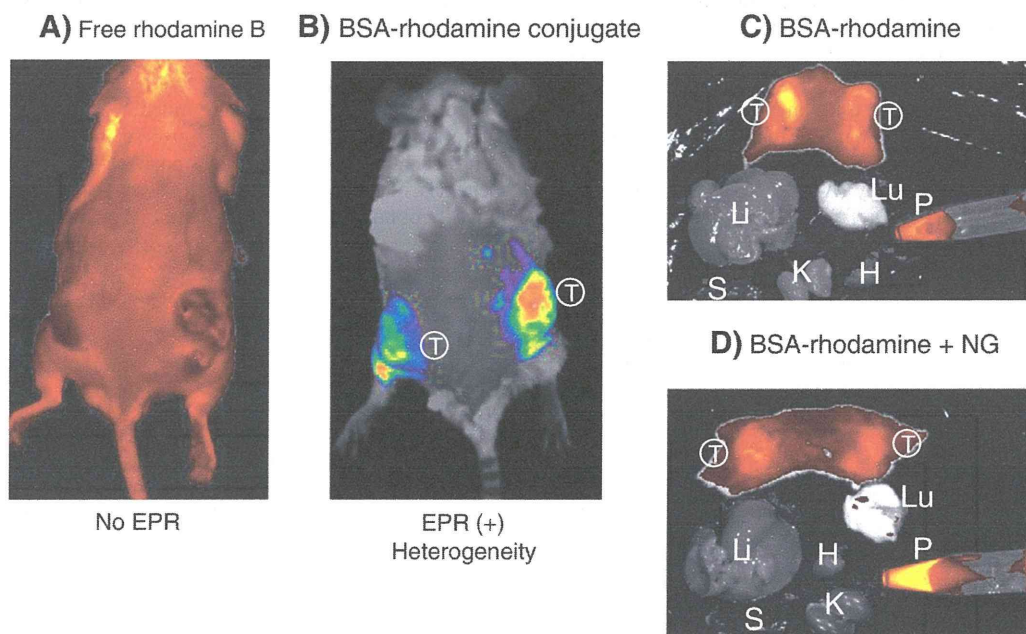 A) Free rhodamine B
B) BSA-rhodamine conjugate
C) BSA-rhodamine
T
T
Li
Lu
P
S
K
H
T
T
No EPR
EPR (+)
Heterogeneity
D) BSA-rhodamine + NG
T
T
Lu
Li
H
P
S
K